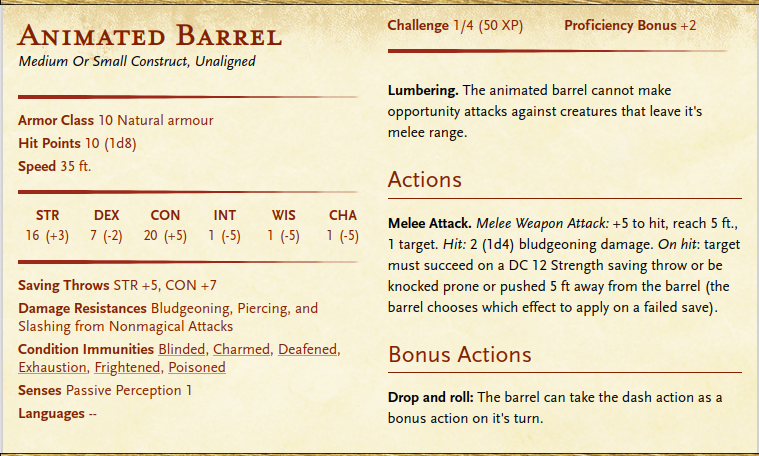 Animated Barrel
Medium Or Small Construct, Unaligned
Armor Class 10 Natural armour
Hit Points 10 (1d8)
Speed 35 ft.
STR DEX CON INT WIS CHA
16 (+3) 7 (-2) 20 (+5) 1 (-5) 1 (-5) 1 (-5)
Saving Throws STR +5, CON +7
Damage Resistances Bludgeoning, Piercing, and
Slashing from Nonmagical Attacks
Condition Immunities Blinded, Charmed, Deafened,
Exhaustion, Frightened, Poisoned
Senses Passive Perception 1
Languages --
Challenge 1/4 (50 XP) Proficiency Bonus +2
Lumbering. The animated barrel cannot make
opportunity attacks against creatures that leave it's
melee range.
Actions
Melee Attack. Melee Weapon Attack: +5 to hit, reach 5 ft.,
1 target. Hit: 2 (1d4) bludgeoning damage. On hit: target
must succeed on a DC 12 Strength saving throw or be
knocked prone or pushed 5 ft away from the barrel (the
barrel chooses which effect to apply on a failed save).
Bonus Actions
Drop and roll: The barrel can take the dash action as a
bonus action on it's turn.